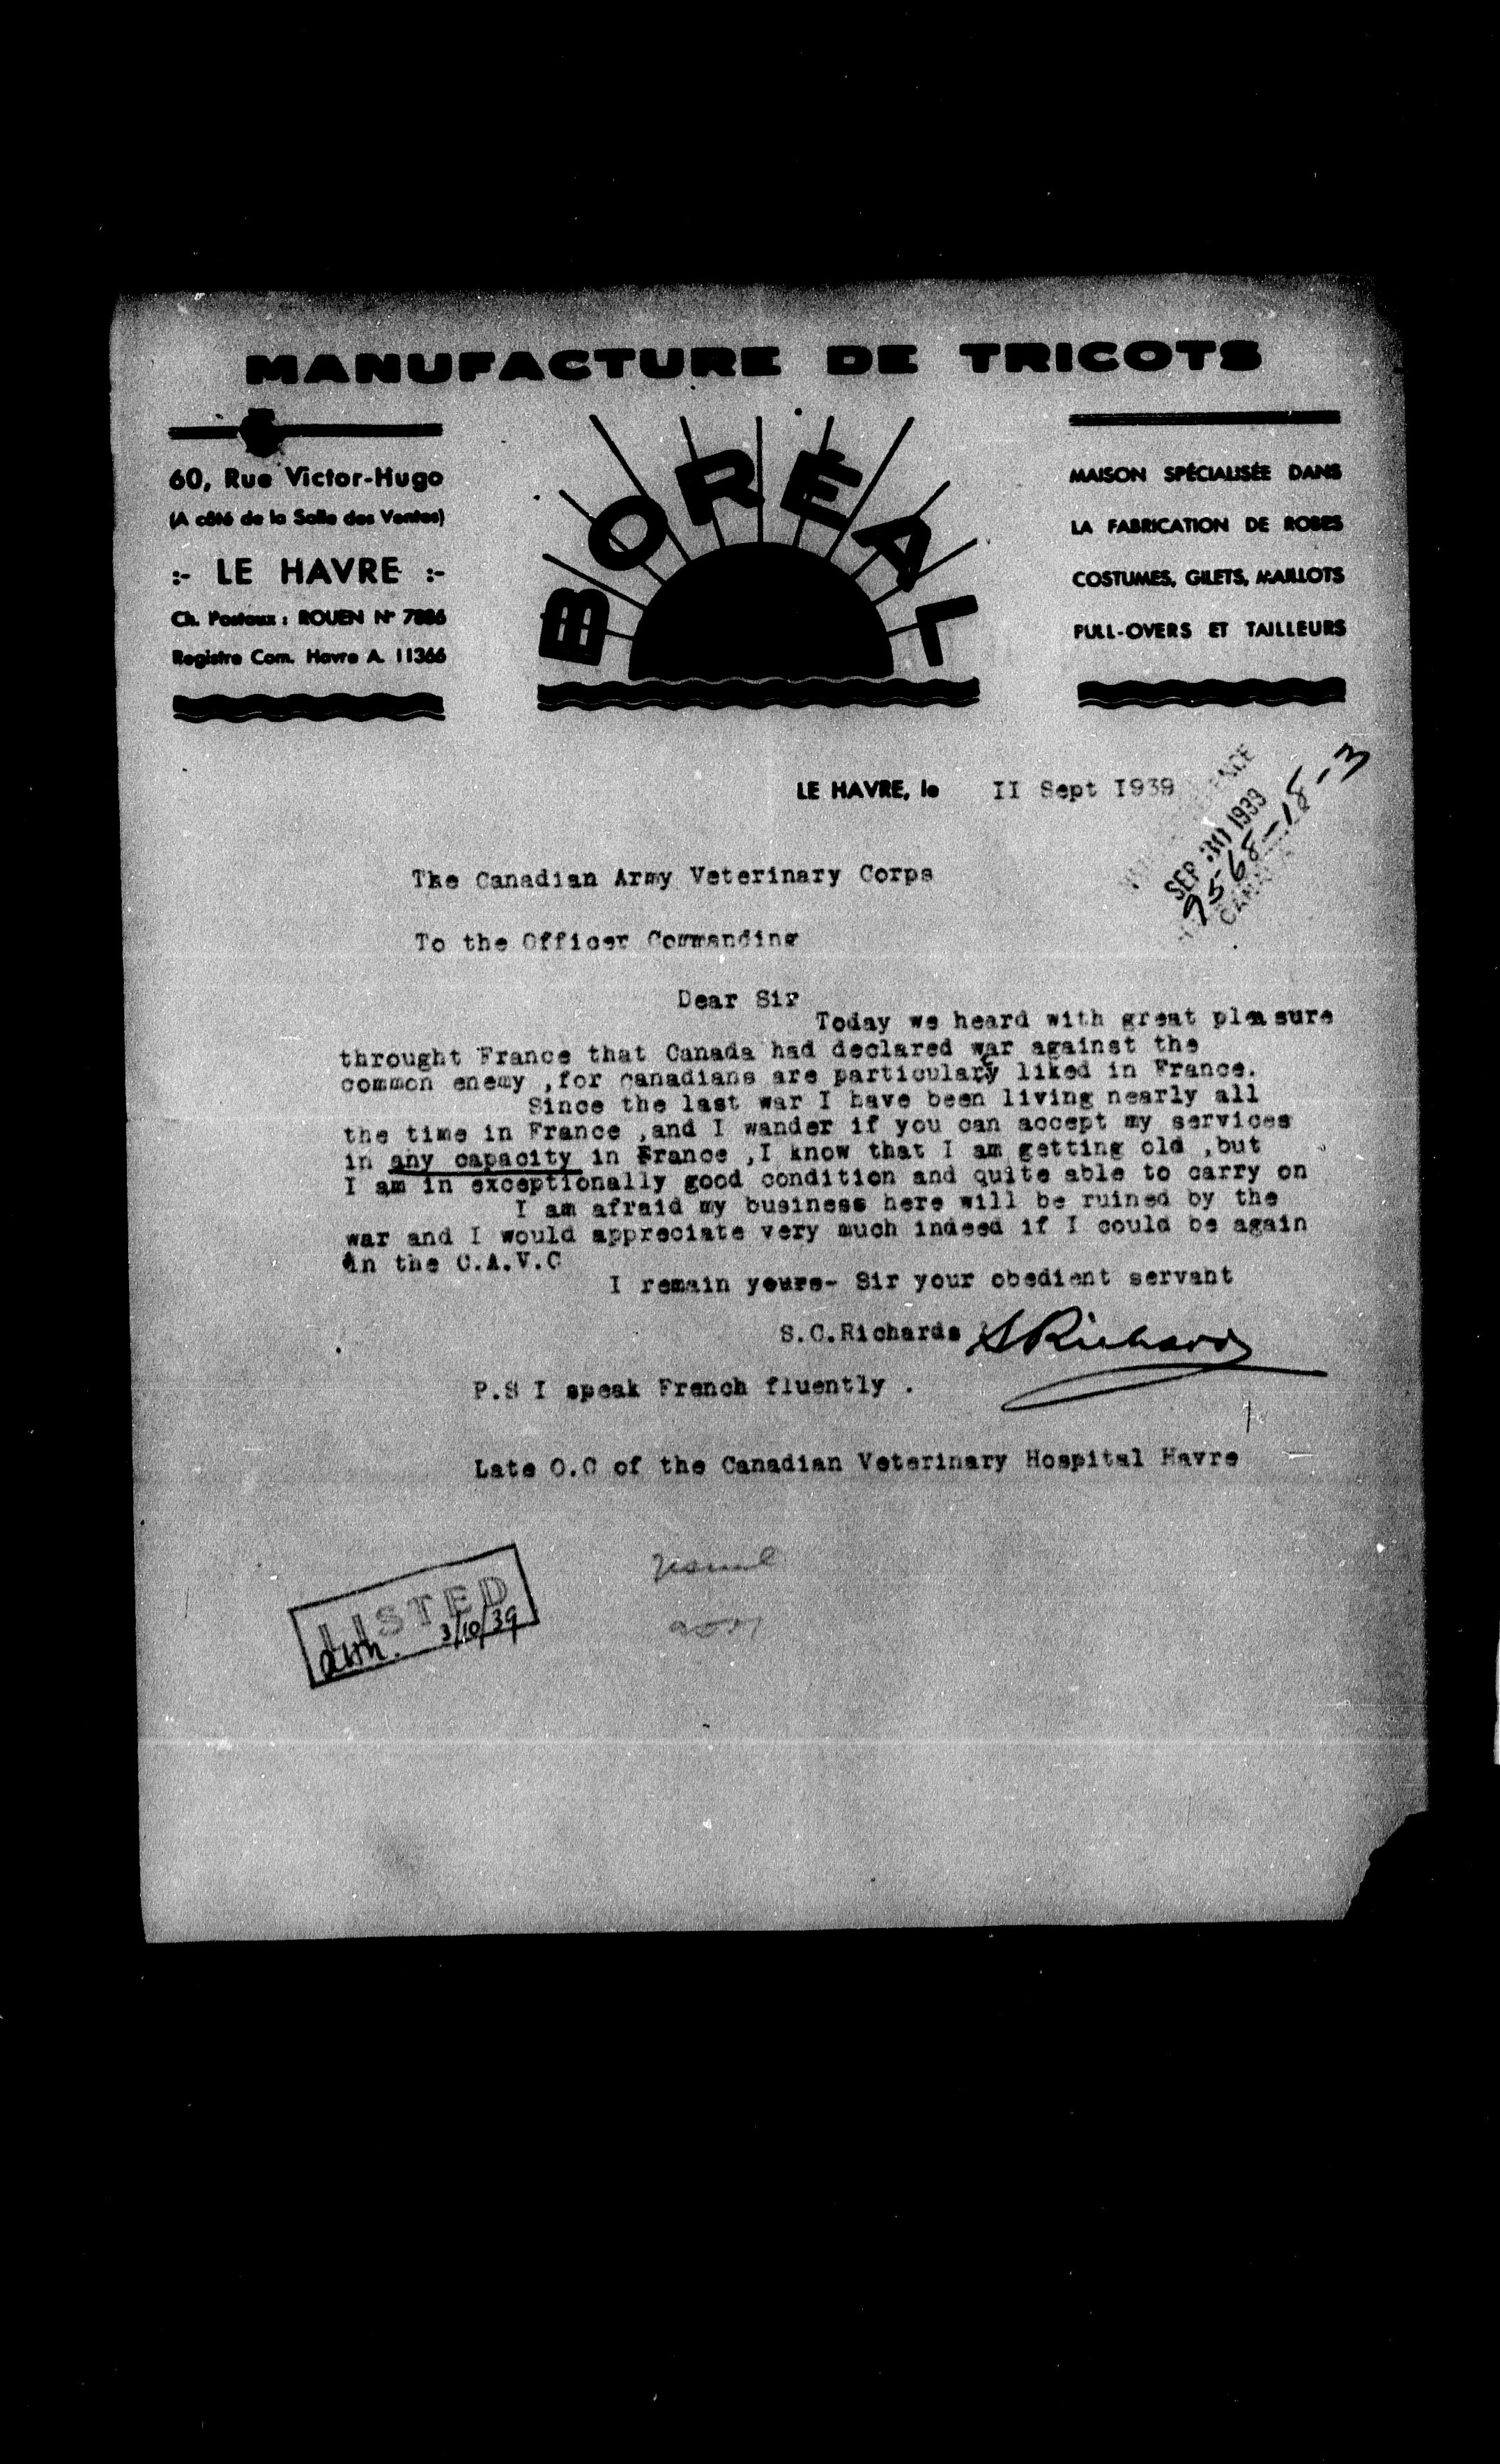 MANUFACTURE DE TRICOTS
60, Rue Victor-Hugo
(A côté de la Salle des Ventes)
:- LE HAVRE :-
Ch. Postaux : ROUEN N° 7886
Registre Com. Havre A. 11366
BORÉAL
MAISON SPÉCIALISÉE DANS
LA FABRICATION DE ROBES
COSTUMES, GILETS, MAILLOTS
PULL-OVERS ET TAILLEURS
LE HAVRE, le II Sept I939
SEP 30 1939
The Canadian Army Veterinary Corps
To the Officer Commanding
Dear Sir
Today we heard with great pleasure
throught France that Canada had declared war against the
common enemy ,for canadians are particulary liked in France.
Since the last war I have been living nearly all
the time in France ,and I wander if you can accept my services
in any capacity in France ,I know that I am getting old ,but
I am in exceptionally good condition and quite able to carry on
I am afraid my business here will be ruined by the
war and I would appreciate very much indeed if I could be again
in the C.A.V.C
I remain yours- Sir your obedient servant
S.C.Richards SRichards
P.S I speak French fluently .
Late O.C of the Canadian Veterinary Hospital Havre
LISTED
3/10/39